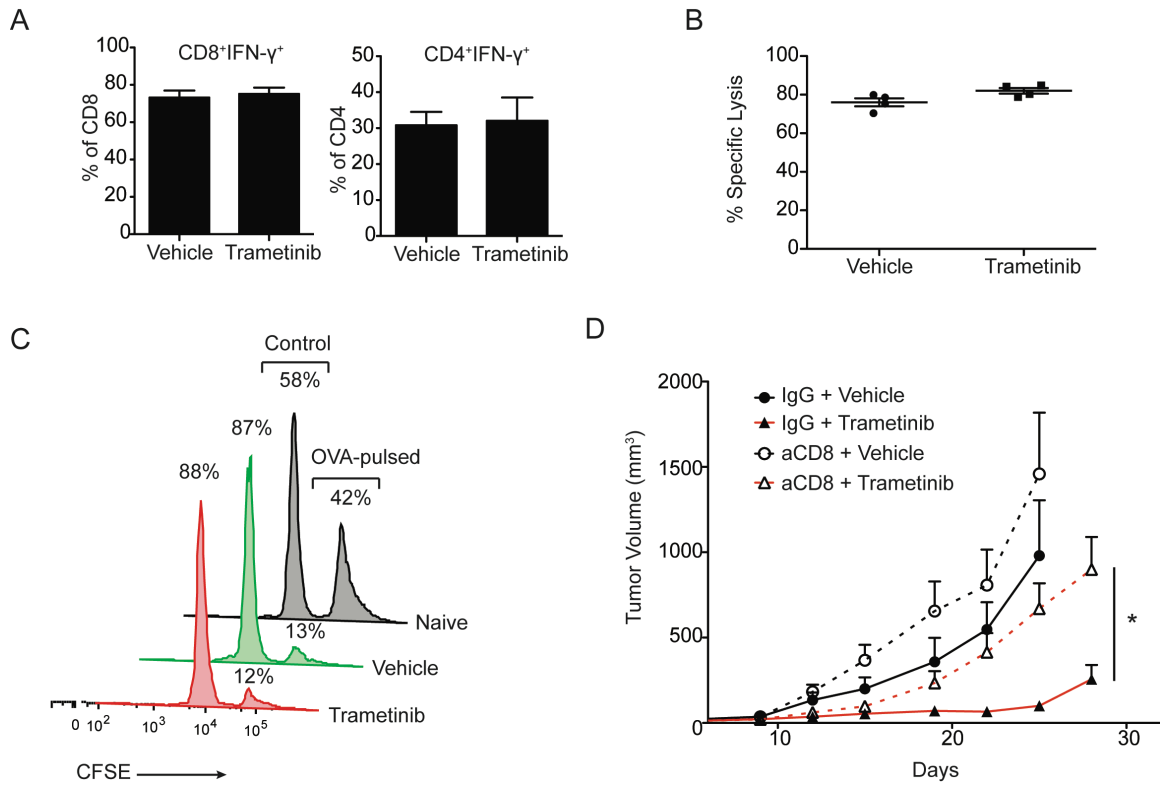 A
CD8⁺IFN-γ⁺
100
80
60
40
20
0
% of CD8
Vehicle Trametinib
CD4⁺IFN-γ⁺
50
40
30
20
10
0
% of CD4
Vehicle Trametinib
B
100
80
60
40
20
0
% Specific Lysis
Vehicle Trametinib
C
Control
58%
87%
OVA-pulsed
88%
42%
Naive
13%
Vehicle
12%
Trametinib
0 10² 10³ 10⁴ 10⁵
CFSE
D
2000
1500
1000
500
0
Tumor Volume (mm³)
IgG + Vehicle
IgG + Trametinib
aCD8 + Vehicle
aCD8 + Trametinib
*
10 20 30
Days